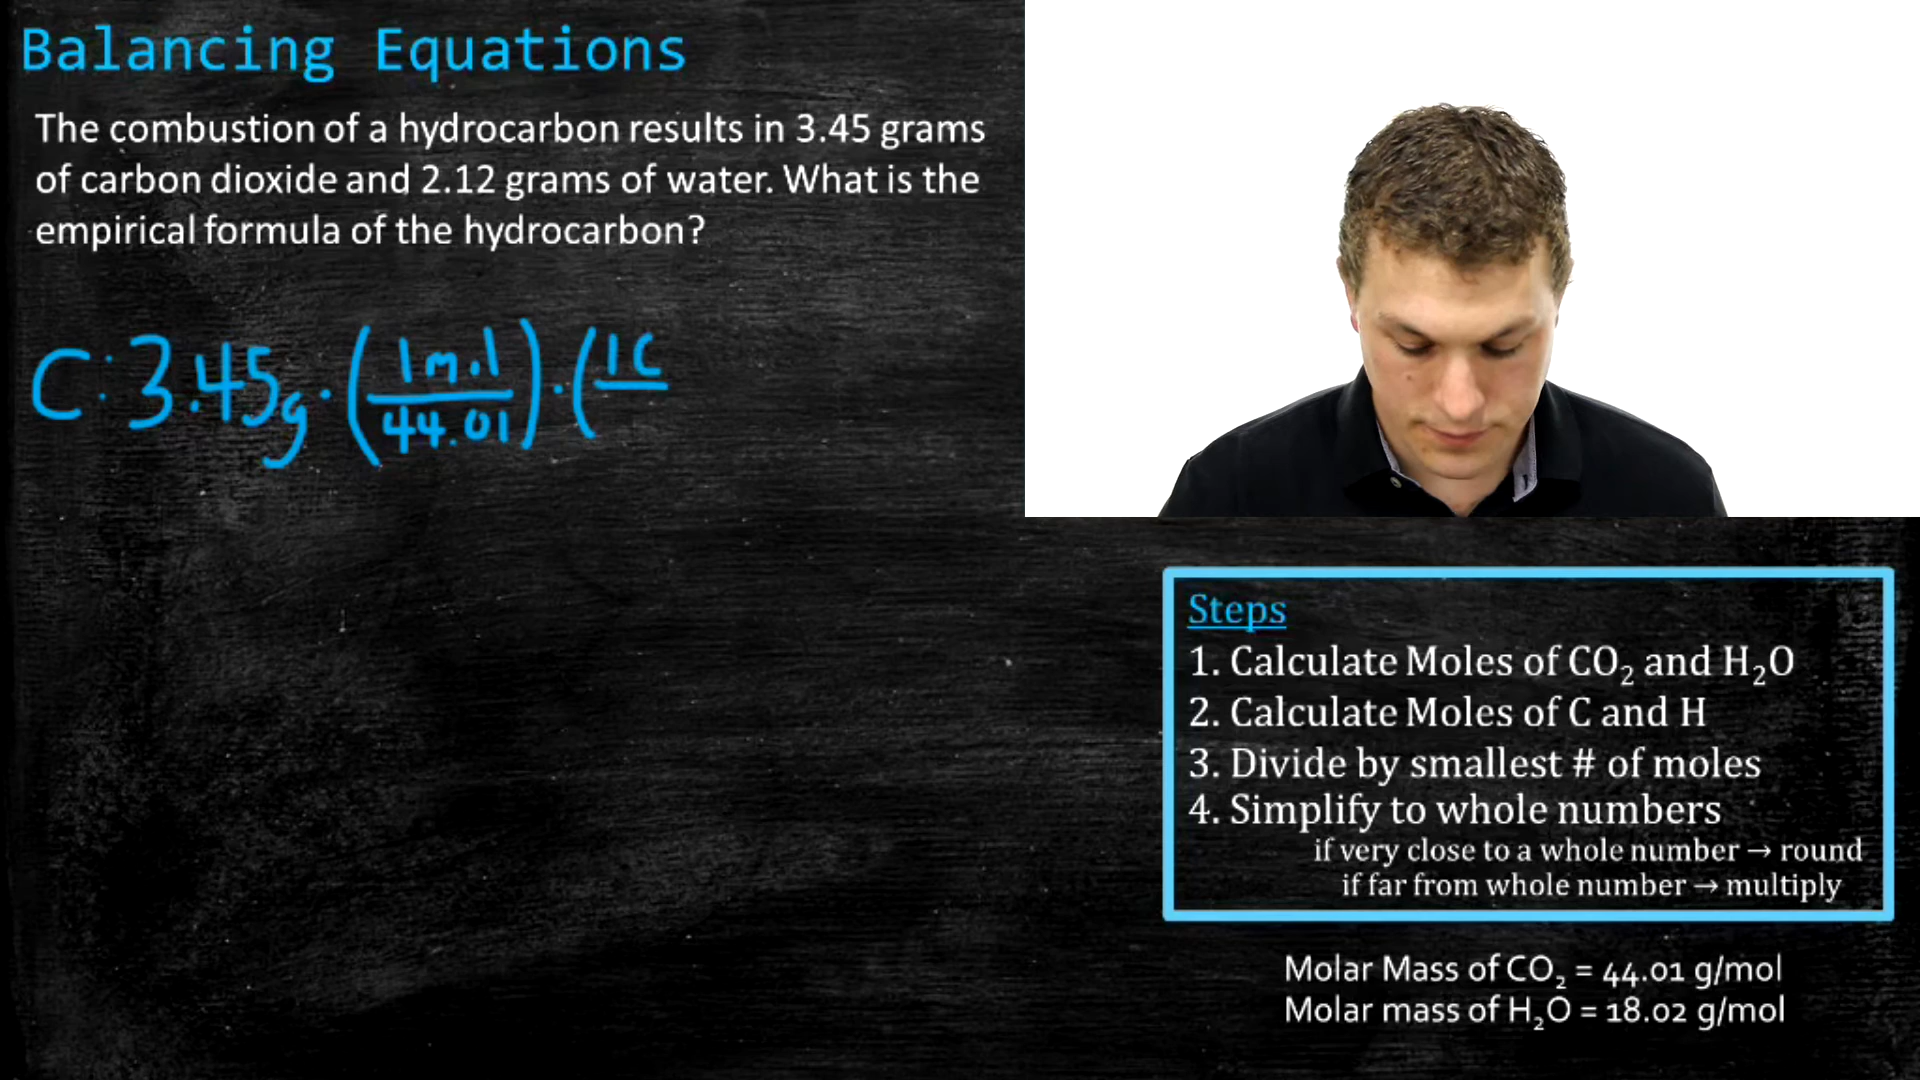 Balancing Equations
The combustion of a hydrocarbon results in 3.45 grams
of carbon dioxide and 2.12 grams of water. What is the
empirical formula of the hydrocarbon?
C: 3.45g · (1mol/44.01) · (1C/
Steps
1. Calculate Moles of CO₂ and H₂O
2. Calculate Moles of C and H
3. Divide by smallest # of moles
4. Simplify to whole numbers
if very close to a whole number → round
if far from whole number → multiply
Molar Mass of CO₂ = 44.01 g/mol
Molar mass of H₂O = 18.02 g/mol